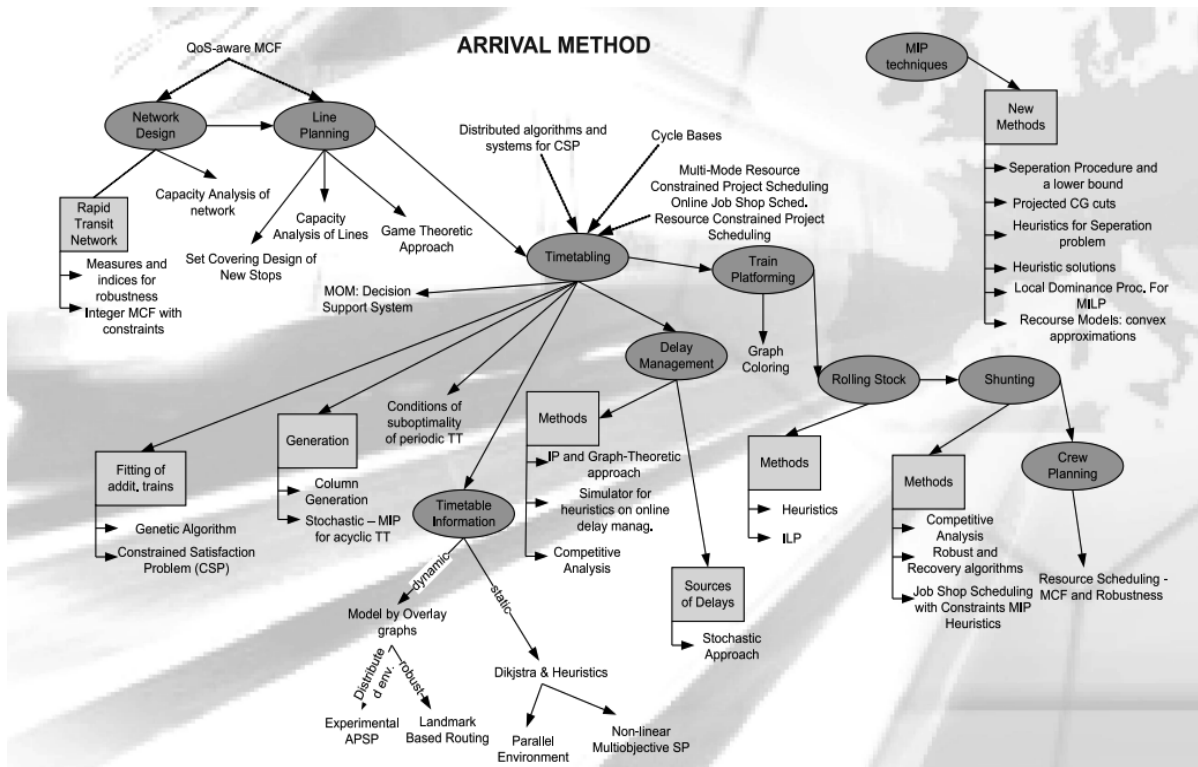 ARRIVAL METHOD
QoS-aware MCF
MIP
techniques
Network
Design
Line
Planning
New
Methods
Distributed algorithms and
systems for CSP
Cycle Bases
Multi-Mode Resource
Constrained Project Scheduling
Online Job Shop Sched.
Resource Constrained Project
Scheduling
Seperation Procedure and
a lower bound
Projected CG cuts
Heuristics for Seperation
problem
Heuristic solutions
Local Dominance Proc. For
MILP
Recourse Models: convex
approximations
Capacity Analysis of
network
Rapid
Transit
Network
Capacity
Analysis of Lines
Game Theoretic
Approach
Set Covering Design of
New Stops
Measures and
indices for
robustness
Integer MCF with
constraints
Timetabling
Train
Platforming
MOM: Decision
Support System
Delay
Management
Graph
Coloring
Rolling Stock
Shunting
Conditions of
suboptimality
of periodic TT
Methods
IP and Graph-Theoretic
approach
Simulator for
heuristics on online
delay manag.
Competitive
Analysis
Generation
Column
Generation
Stochastic – MIP
for acyclic TT
Fitting of
addit. trains
Genetic Algorithm
Constrained Satisfaction
Problem (CSP)
Timetable
Information
Methods
Heuristics
ILP
Methods
Competitive
Analysis
Robust and
Recovery algorithms
Job Shop Scheduling
with Constraints MIP
Heuristics
Crew
Planning
Resource Scheduling -
MCF and Robustness
Sources
of Delays
Stochastic
Approach
dynamic
static
Model by Overlay
graphs
Distribute
d env.
robust
Dikjstra & Heuristics
Experimental
APSP
Landmark
Based Routing
Parallel
Environment
Non-linear
Multiobjective SP